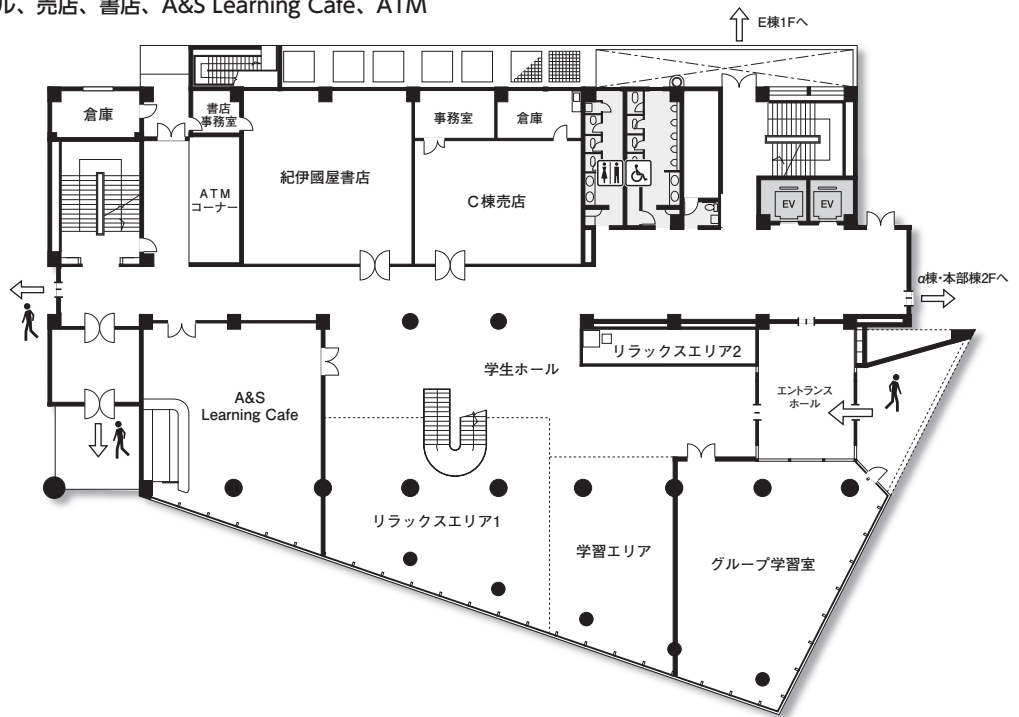 ル、売店、書店、A&S Learning Cafe、ATM
E棟1Fへ
倉庫
書店
事務室
事務室
倉庫
ATM
コーナー
紀伊國屋書店
C棟売店
EV
EV
α棟・本部棟2Fへ
学生ホール
リラックスエリア2
A&S
Learning Cafe
エントランス
ホール
リラックスエリア1
学習エリア
グループ学習室